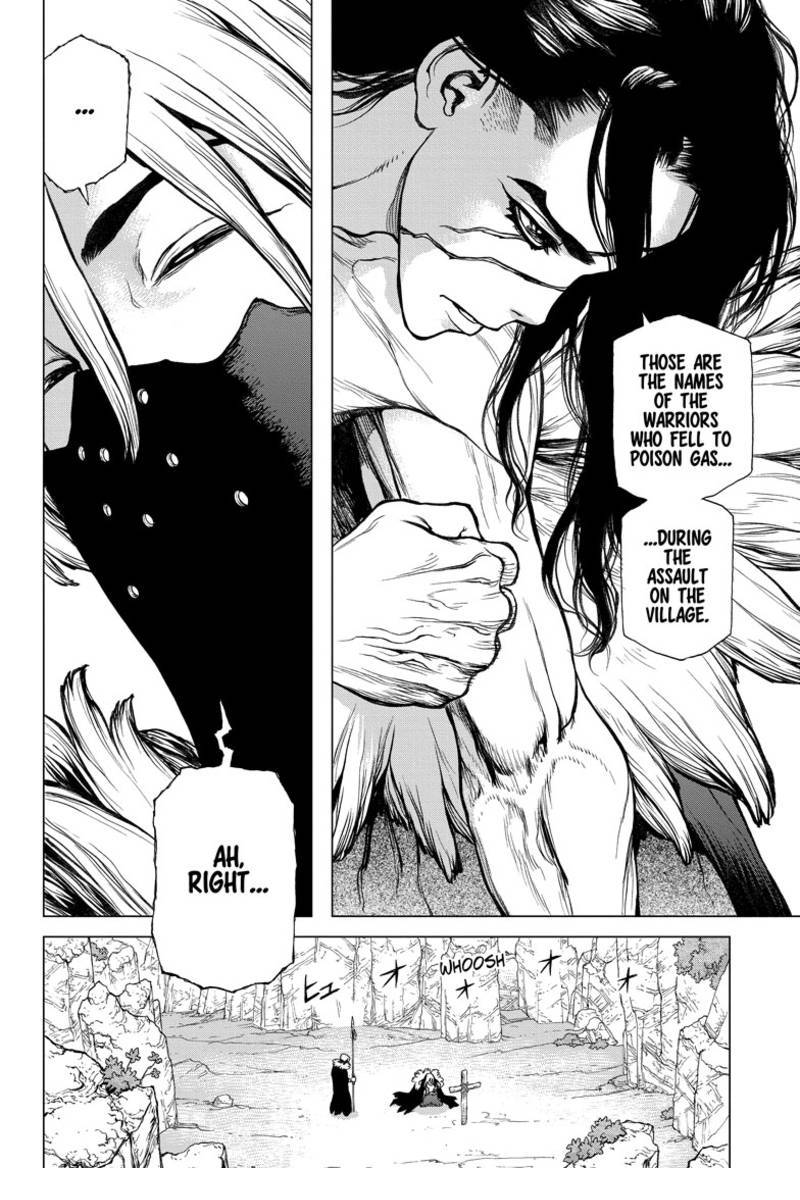 THOSE ARE
THE NAMES
OF THE
WARRIORS
WHO FELL TO
POISON GAS...
...DURING
THE
ASSAULT
ON THE
VILLAGE.
...
AH,
RIGHT...
ヒュ
オ
WHOOSH
オ
オ